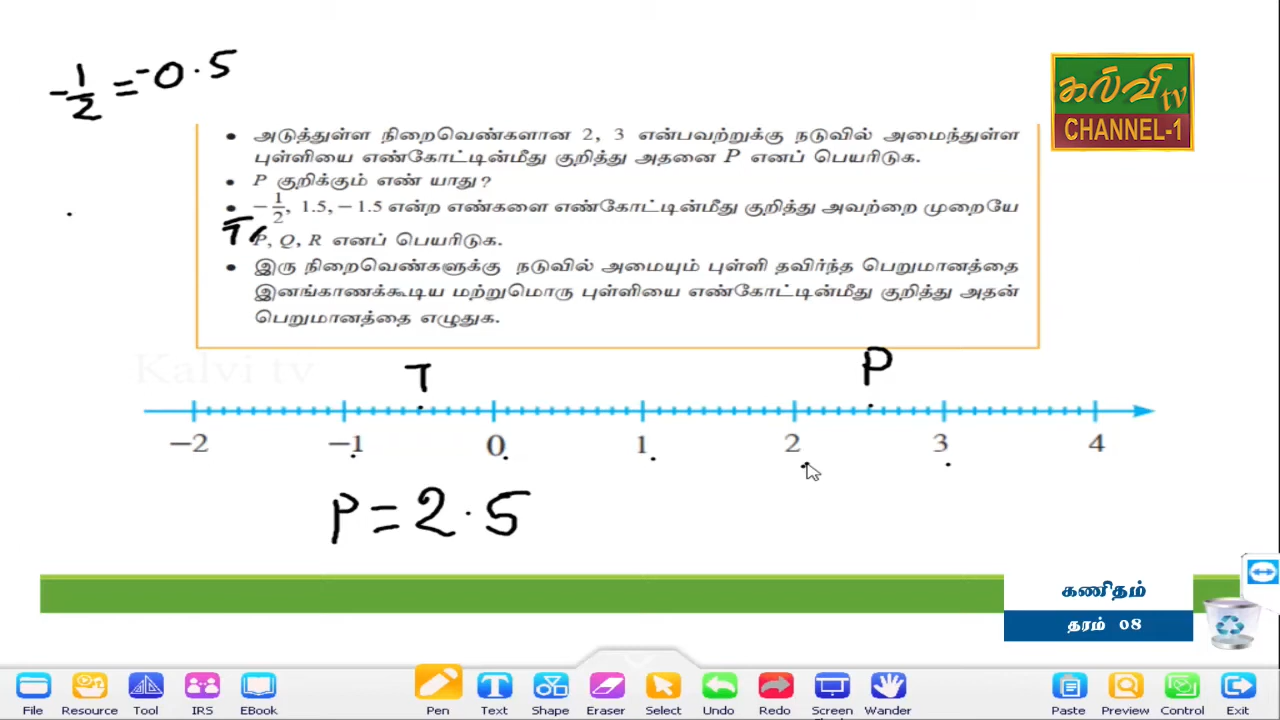 -1/2 = -0.5
கல்வி tv
CHANNEL-1
• அடுத்துள்ள நிறைவெண்களான 2, 3 என்பவற்றுக்கு நடுவில் அமைந்துள்ள
புள்ளியை எண்கோட்டின்மீது குறித்து அதனை P எனப் பெயரிடுக.
• P குறிக்கும் எண் யாது?
• -1/2, 1.5, -1.5 என்ற எண்களை எண்கோட்டின்மீது குறித்து அவற்றை முறையே
T, P, Q, R எனப் பெயரிடுக.
• இரு நிறைவெண்களுக்கு நடுவில் அமையும் புள்ளி தவிர்ந்த பெறுமானத்தை
இனங்காணக்கூடிய மற்றுமொரு புள்ளியை எண்கோட்டின்மீது குறித்து அதன்
பெறுமானத்தை எழுதுக.
Kalvi tv
T P
-2 -1 0 1 2 3 4
P = 2.5
கணிதம்
தரம் 08
File Resource Tool IRS EBook Pen Text Shape Eraser Select Undo Redo Screen Wander Paste Preview Control Exit